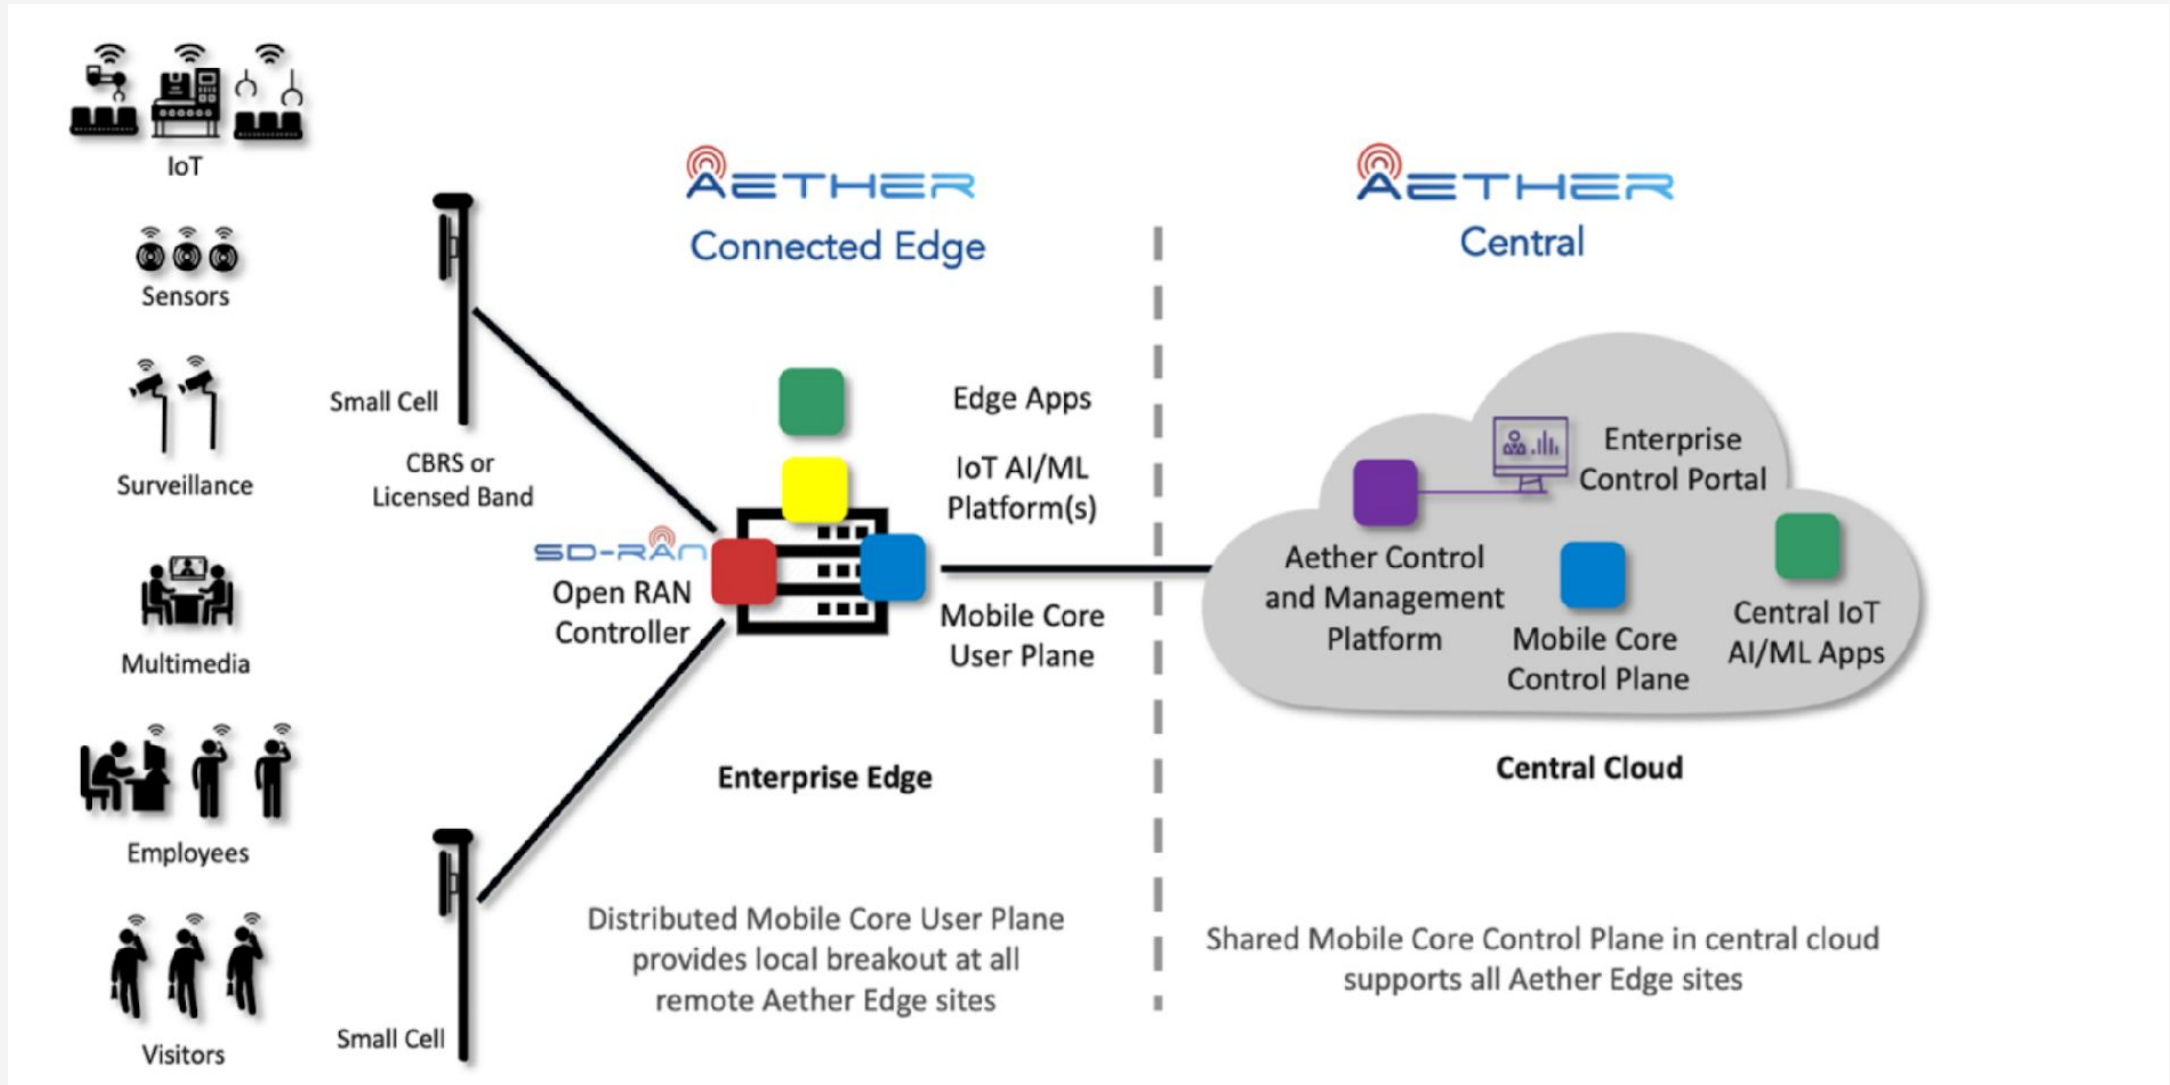 IoT
Sensors
Surveillance
Multimedia
Employees
Visitors
Small Cell
CBRS or
Licensed Band
Small Cell
AETHER
Connected Edge
Edge Apps
IoT AI/ML
Platform(s)
SD-RAN
Open RAN
Controller
Mobile Core
User Plane
Enterprise Edge
Distributed Mobile Core User Plane
provides local breakout at all
remote Aether Edge sites
AETHER
Central
Enterprise
Control Portal
Aether Control
and Management
Platform
Mobile Core
Control Plane
Central IoT
AI/ML Apps
Central Cloud
Shared Mobile Core Control Plane in central cloud
supports all Aether Edge sites